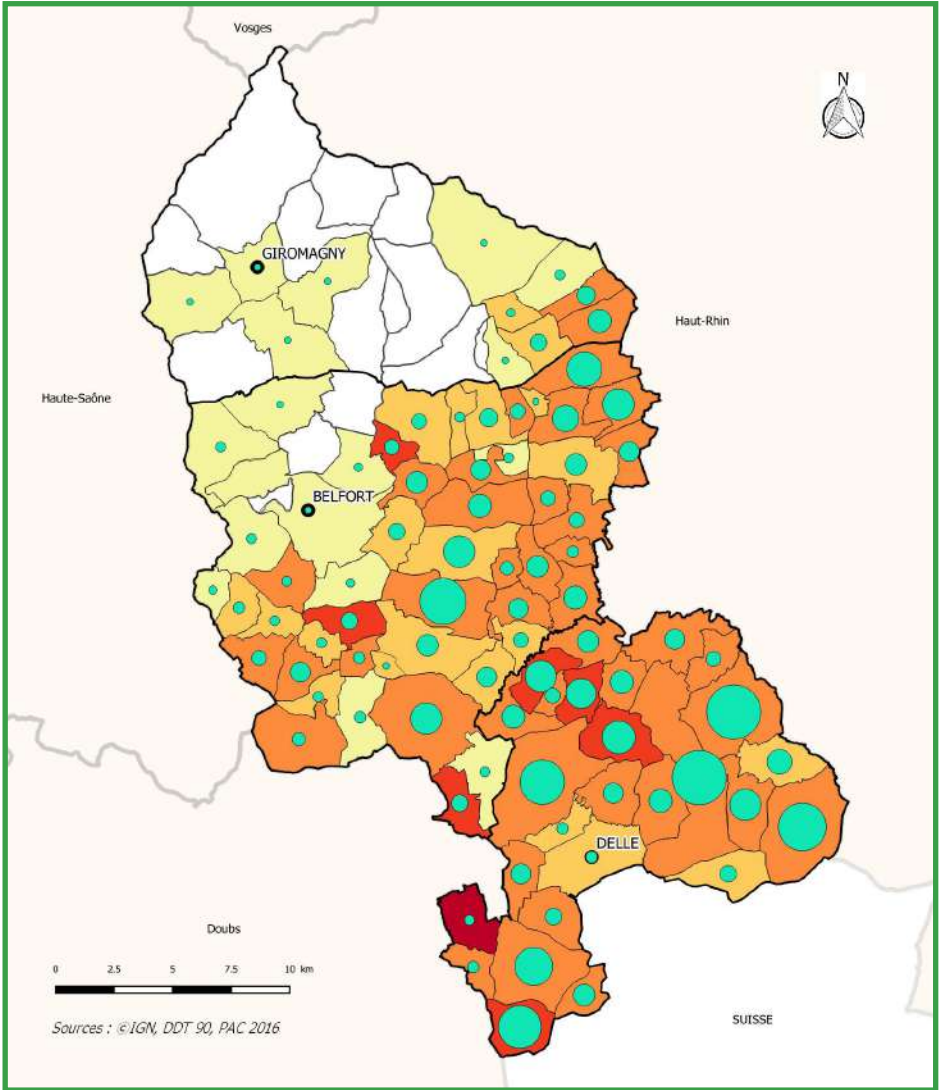 Vosges
N
GIROMAGNY
Haut-Rhin
Haute-Saône
BELFORT
DELLE
Doubs
0 2.5 5 7.5 10 km
Sources : ©IGN, DDT 90, PAC 2016
SUISSE